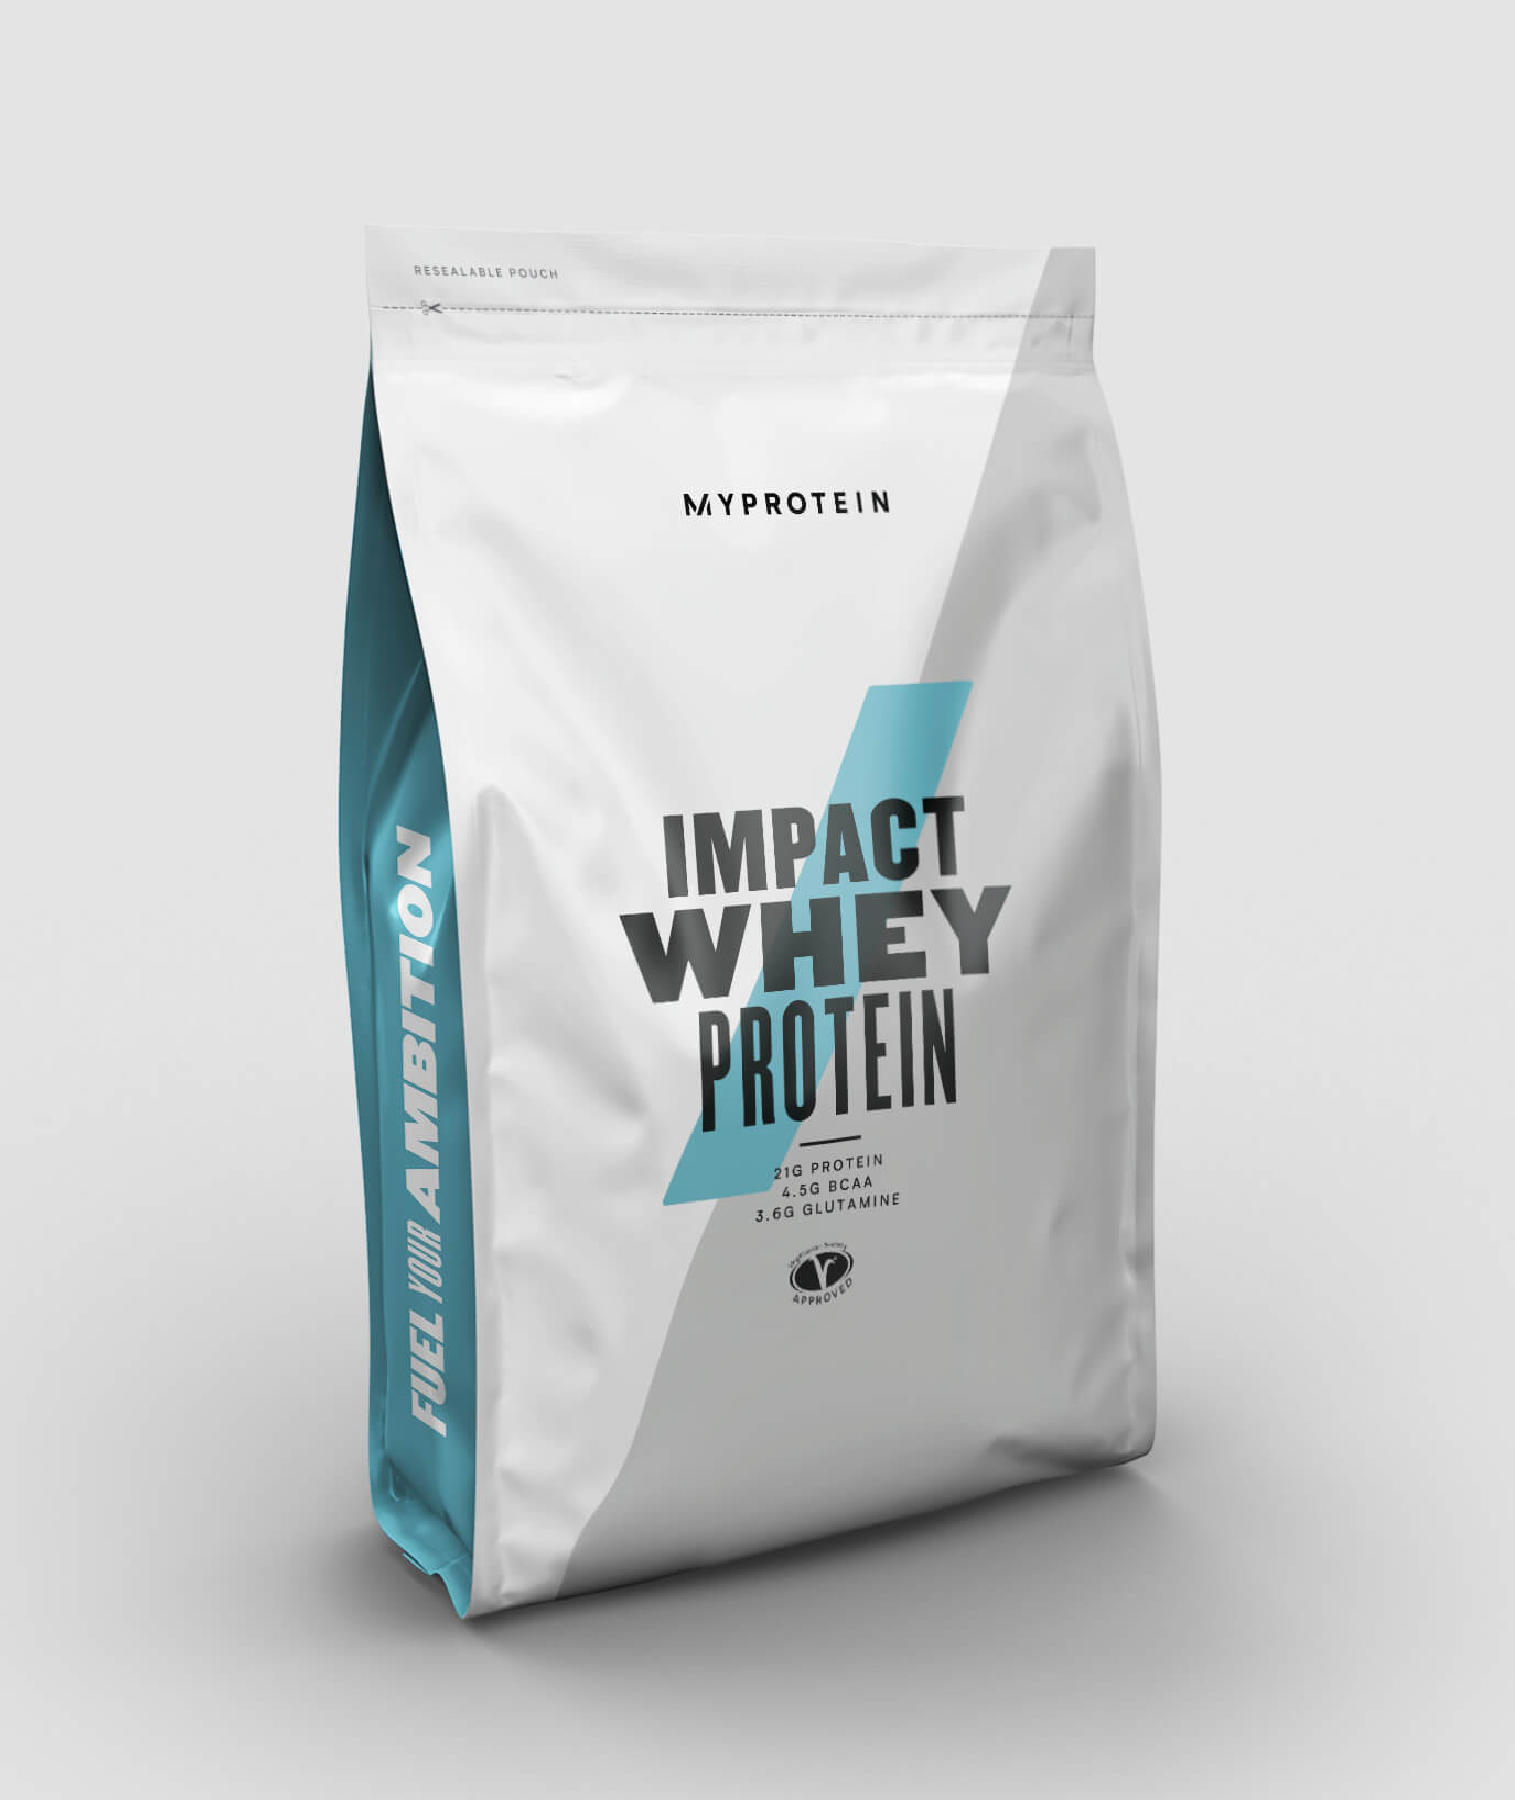 RESEALABLE POUCH
MYPROTEIN
IMPACT
WHEY
PROTEIN
21G PROTEIN
4.5G BCAA
3.6G GLUTAMINE
APPROVED
FUEL YOUR AMBITION